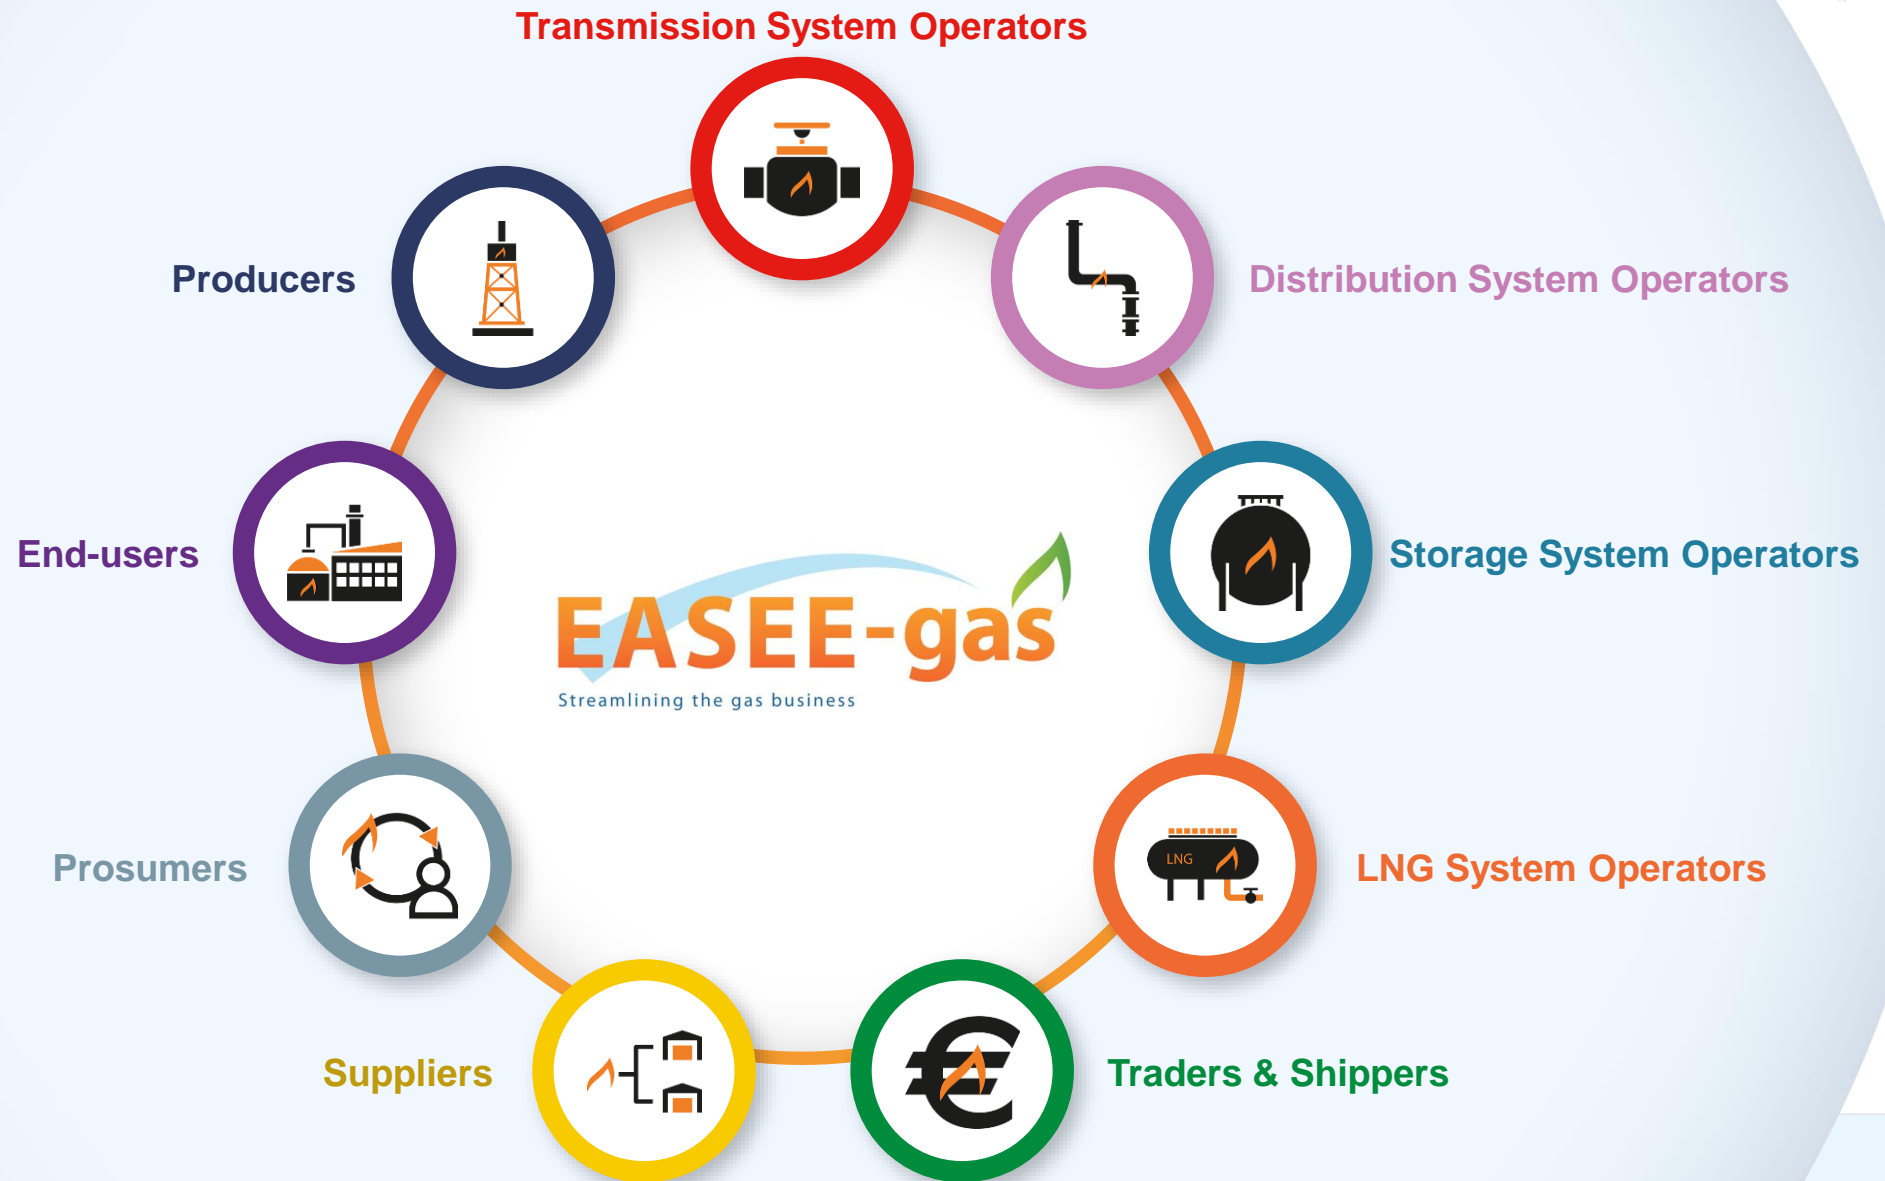 Transmission System Operators
Producers
Distribution System Operators
End-users
Storage System Operators
EASEE-gas
Streamlining the gas business
Prosumers
LNG
LNG System Operators
Suppliers
Traders & Shippers